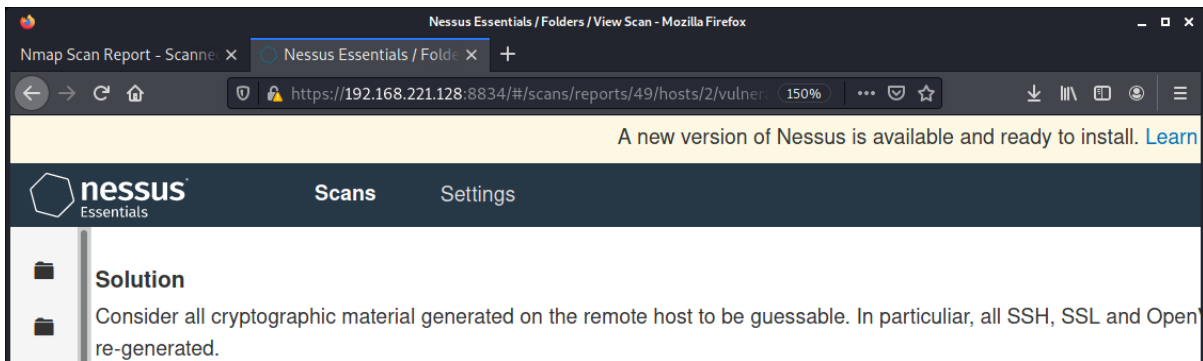 Nessus Essentials / Folders / View Scan - Mozilla Firefox
Nmap Scan Report - Scanne
Nessus Essentials / Folde
https://192.168.221.128:8834/#/scans/reports/49/hosts/2/vulner 150%
A new version of Nessus is available and ready to install. Learn
nessus Scans Settings
Essentials
Solution
Consider all cryptographic material generated on the remote host to be guessable. In particuliar, all SSH, SSL and Open
re-generated.